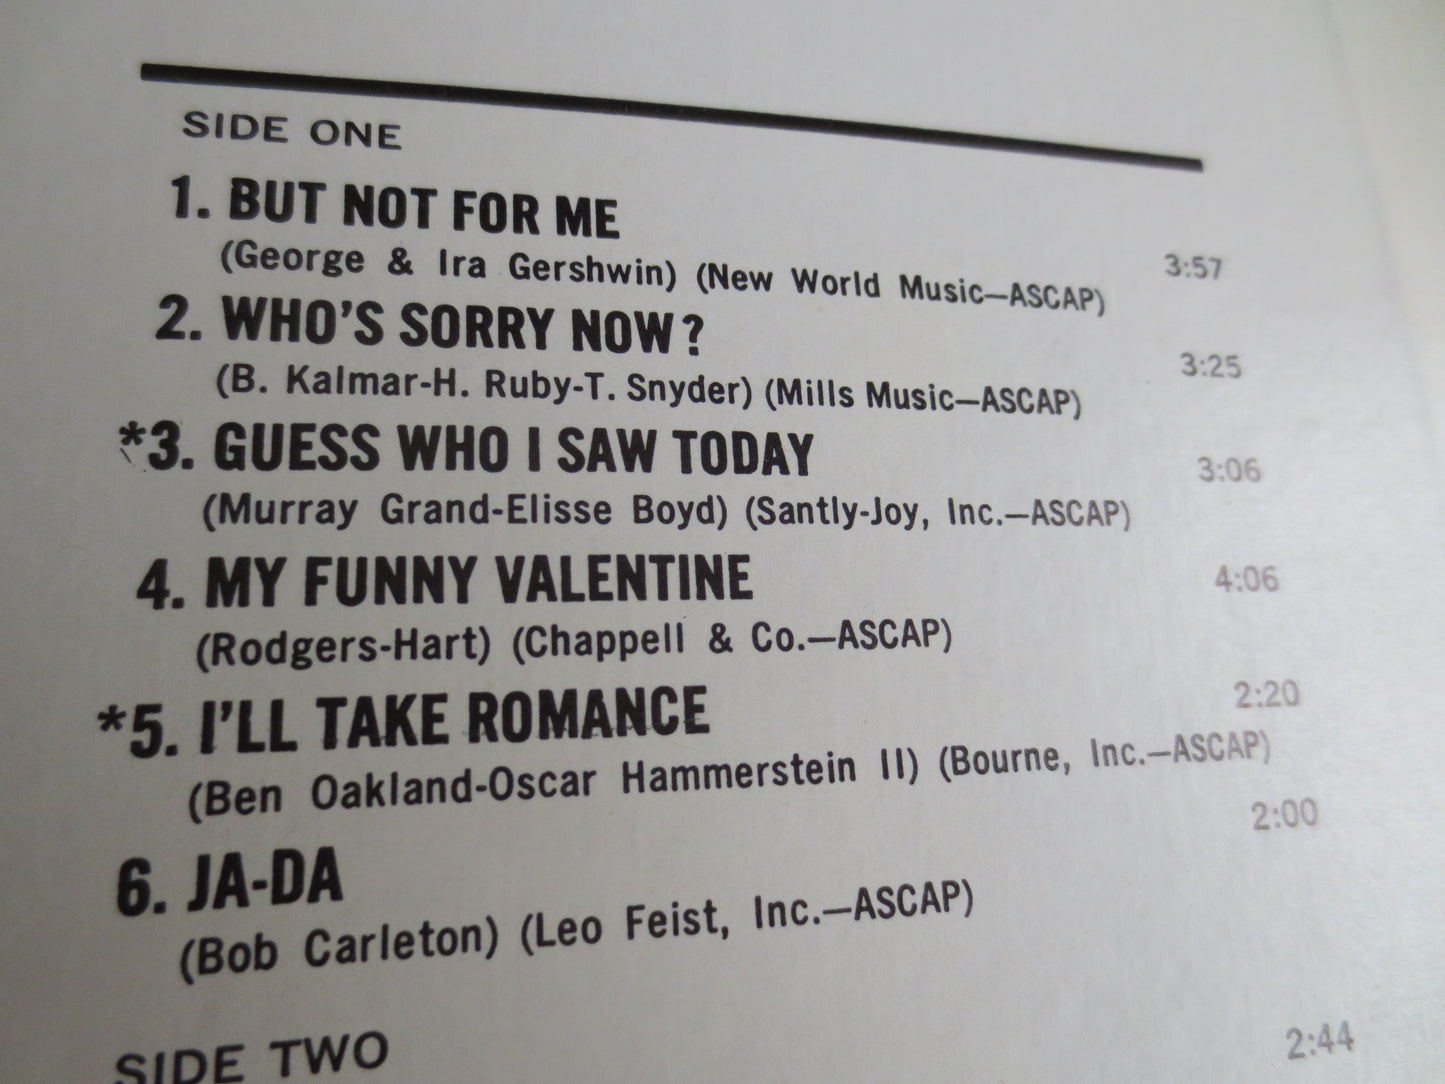 SIDE ONE
1. BUT NOT FOR ME 3:57
(George & Ira Gershwin) (New World Music—ASCAP)
2. WHO'S SORRY NOW? 3:25
(B. Kalmar-H. Ruby-T. Snyder) (Mills Music—ASCAP)
*3. GUESS WHO I SAW TODAY 3:06
(Murray Grand-Elisse Boyd) (Santly-Joy, Inc.—ASCAP)
4. MY FUNNY VALENTINE 4:06
(Rodgers-Hart) (Chappell & Co.—ASCAP)
*5. I'LL TAKE ROMANCE 2:20
(Ben Oakland-Oscar Hammerstein II) (Bourne, Inc.—ASCAP)
6. JA-DA 2:00
(Bob Carleton) (Leo Feist, Inc.—ASCAP)
SIDE TWO
2:44